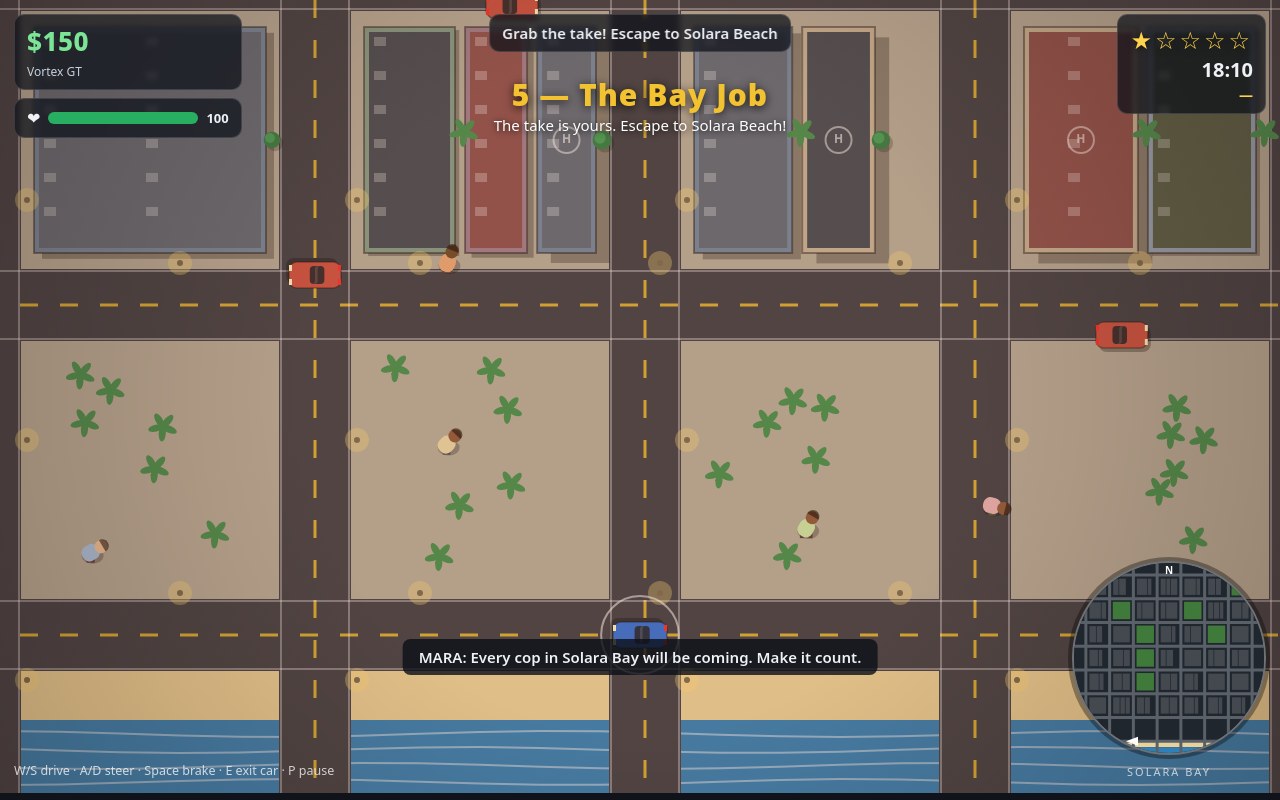 $150
Vortex GT
❤ 100
Grab the take! Escape to Solara Beach
5 — The Bay Job
The take is yours. Escape to Solara Beach!
★☆☆☆☆
18:10
—
H
H
H
MARA: Every cop in Solara Bay will be coming. Make it count.
N
W/S drive · A/D steer · Space brake · E exit car · P pause
SOLARA BAY